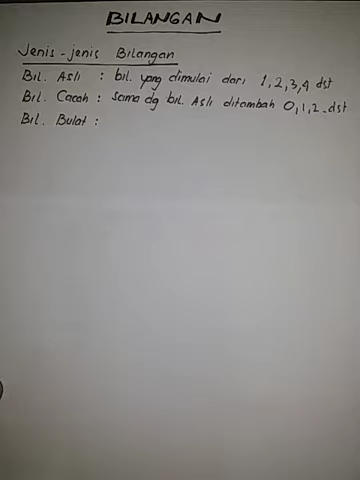 BILANGAN
Jenis-jenis Bilangan
Bil. Asli : bil. yang dimulai dari 1,2,3,4 dst
Bil. Cacah : sama dg bil. Asli ditambah 0,1,2..dst
Bil. Bulat :